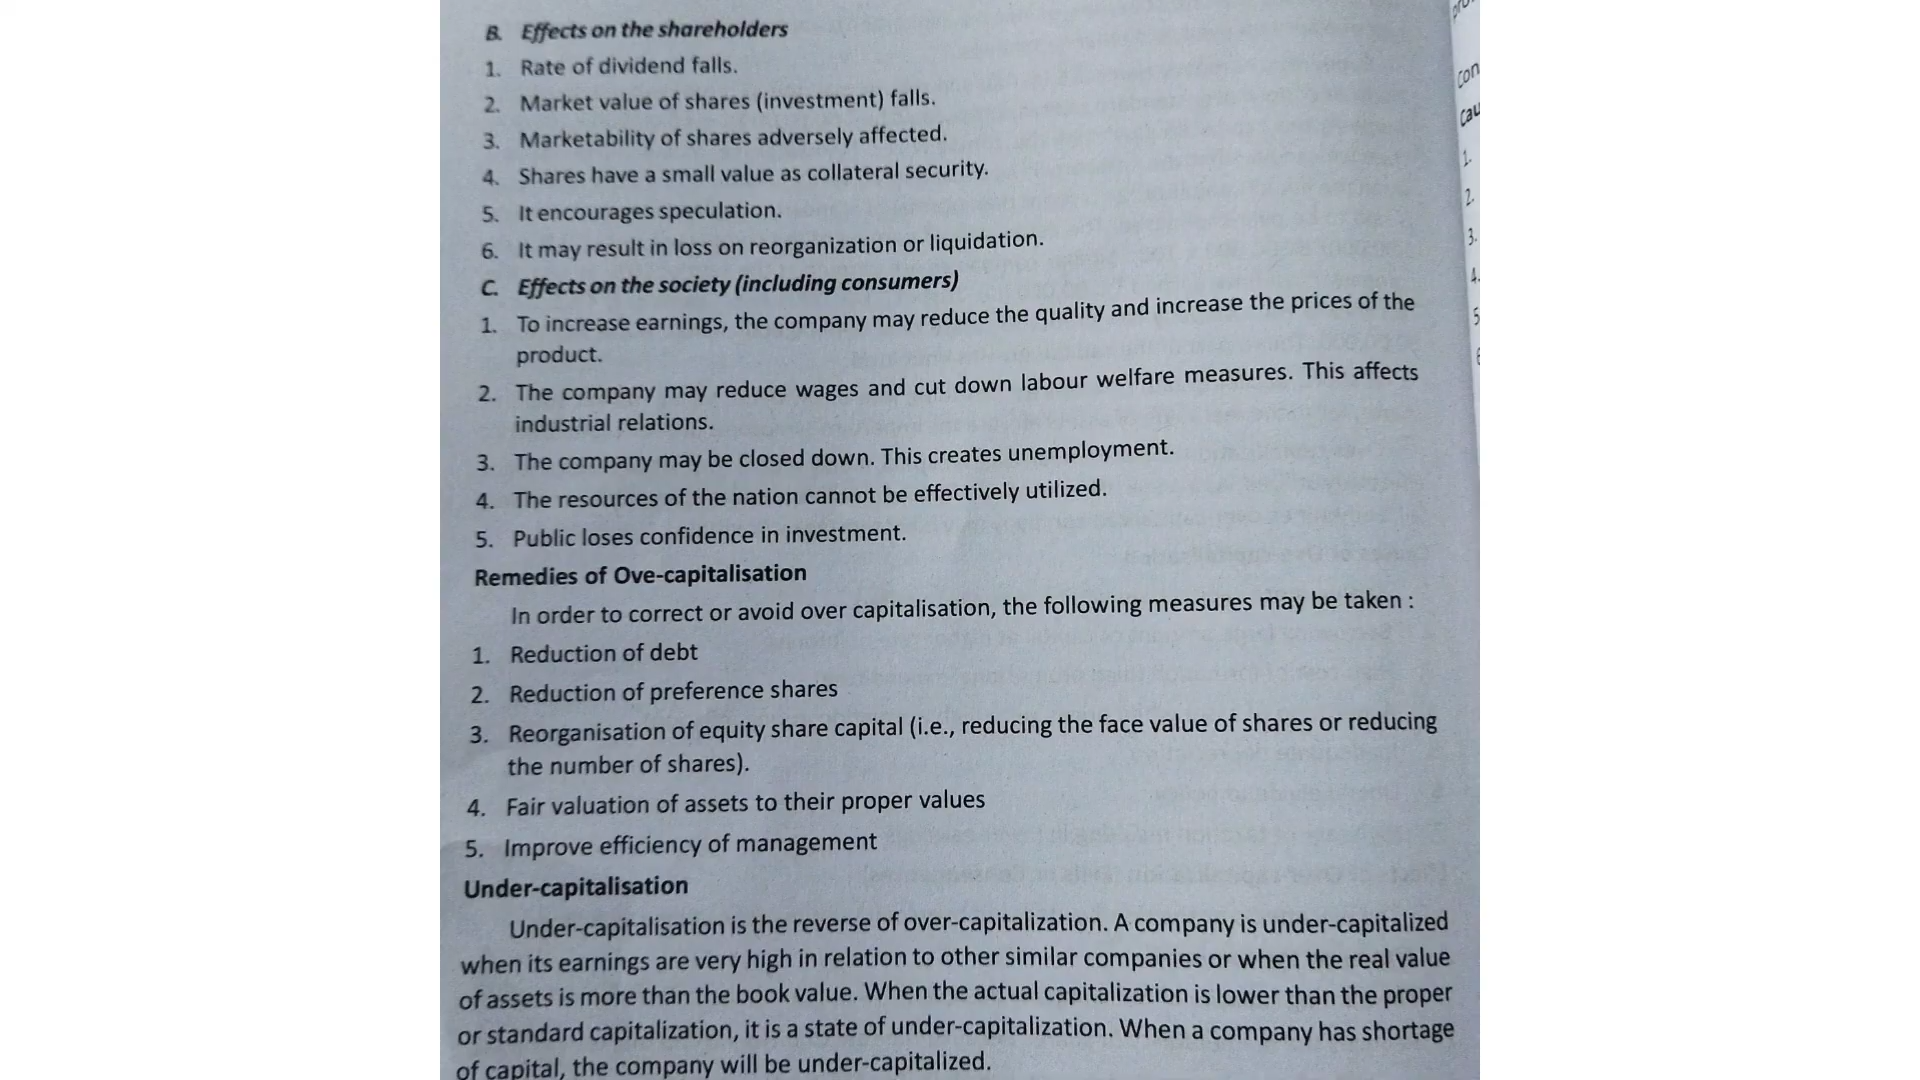 B. Effects on the shareholders
1. Rate of dividend falls.
2. Market value of shares (investment) falls.
3. Marketability of shares adversely affected.
4. Shares have a small value as collateral security.
5. It encourages speculation.
6. It may result in loss on reorganization or liquidation.
C. Effects on the society (including consumers)
1. To increase earnings, the company may reduce the quality and increase the prices of the
product.
2. The company may reduce wages and cut down labour welfare measures. This affects
industrial relations.
3. The company may be closed down. This creates unemployment.
4. The resources of the nation cannot be effectively utilized.
5. Public loses confidence in investment.
Remedies of Ove-capitalisation
In order to correct or avoid over capitalisation, the following measures may be taken :
1. Reduction of debt
2. Reduction of preference shares
3. Reorganisation of equity share capital (i.e., reducing the face value of shares or reducing
the number of shares).
4. Fair valuation of assets to their proper values
5. Improve efficiency of management
Under-capitalisation
Under-capitalisation is the reverse of over-capitalization. A company is under-capitalized
when its earnings are very high in relation to other similar companies or when the real value
of assets is more than the book value. When the actual capitalization is lower than the proper
or standard capitalization, it is a state of under-capitalization. When a company has shortage
of capital, the company will be under-capitalized.
con
cau
1.
2.
3.
4.
5